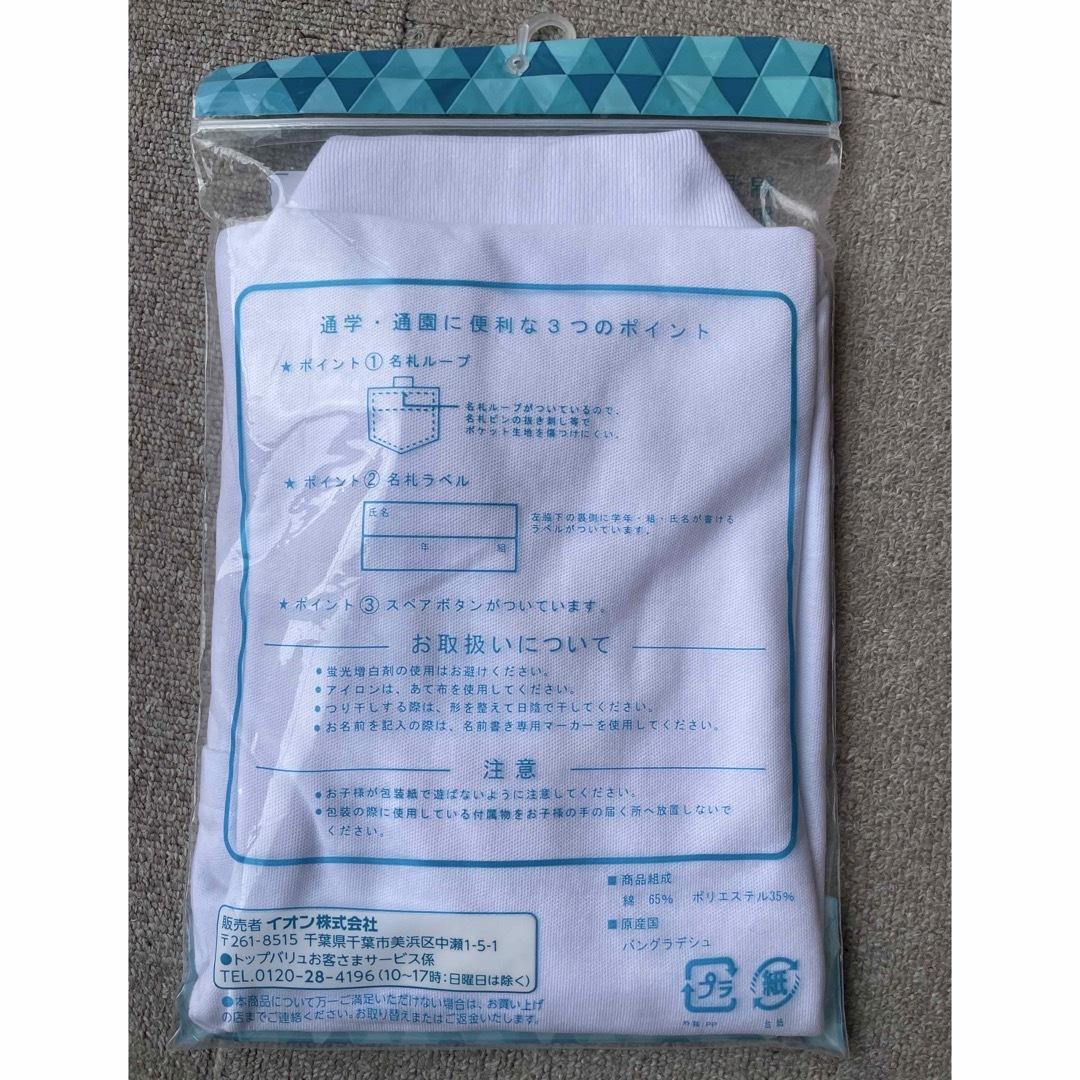 通学・通園に便利な3つのポイント
★ポイント①名札ループ
名札ループがついているので、
名札ピンの抜き刺し等で
ポケット生地を傷つけにくい。
★ポイント②名札ラベル
氏名
年 組
左脇下の裏側に学年・組・氏名が書ける
ラベルがついています。
★ポイント③スペアボタンがついています。
お取扱いについて
●蛍光増白剤の使用はお避けください。
●アイロンは、あて布を使用してください。
●つり干しする際は、形を整えて日陰で干してください。
●お名前を記入の際は、名前書き専用マーカーを使用してください。
注意
●お子様が包装紙で遊ばないように注意してください。
●包装の際に使用している付属物をお子様の手の届く所へ放置しないで
ください。
■商品組成
綿 65% ポリエステル35%
■原産国
バングラデシュ
販売者 イオン株式会社
〒261-8515 千葉県千葉市美浜区中瀬1-5-1
●トップバリュお客さまサービス係
TEL.0120-28-4196(10~17時:日曜日は除く)
●本商品について万一ご満足いただけない場合は、お買い上げ
の店までご連絡ください。お取り替えまたはご返金いたします。
プラ
外装:PP
紙
台紙